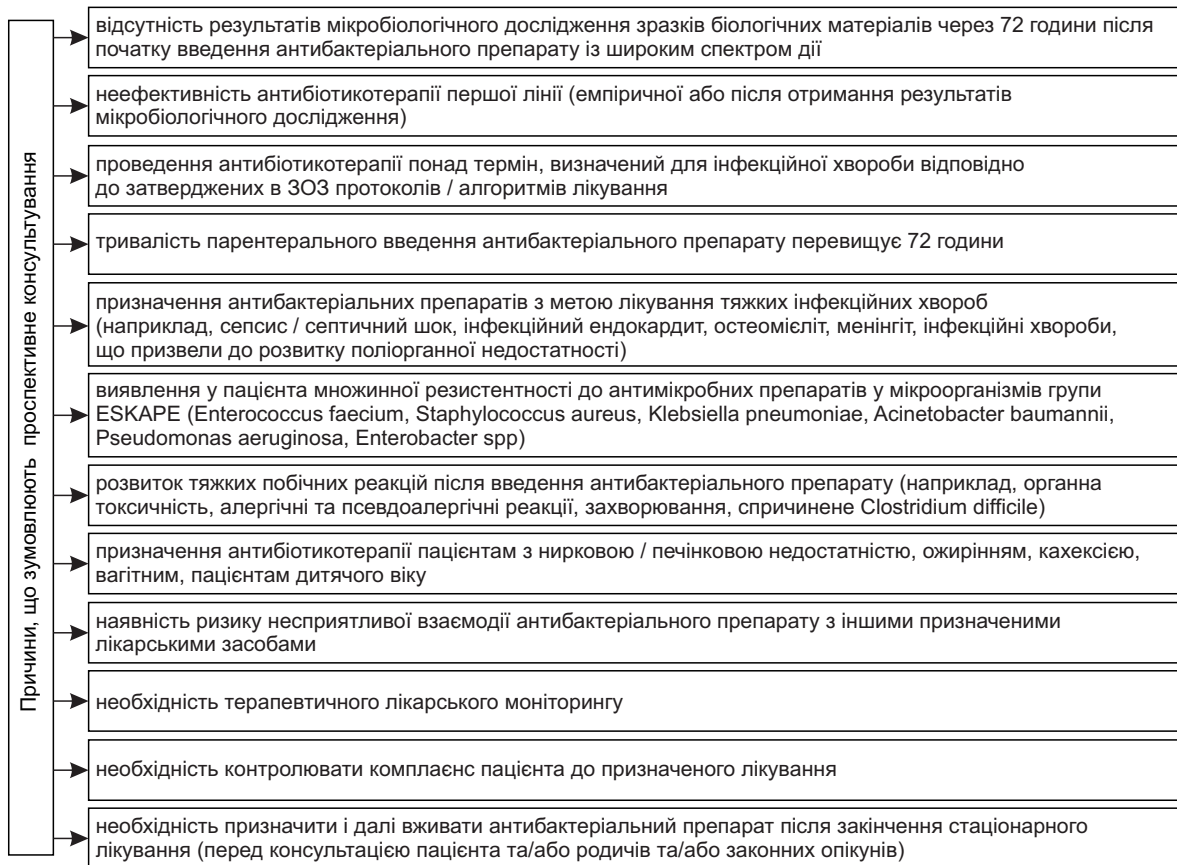 Причини, що зумовлюють проспективне консультування
відсутність результатів мікробіологічного дослідження зразків біологічних матеріалів через 72 години після
початку введення антибактеріального препарату із широким спектром дії
неефективність антибіотикотерапії першої лінії (емпіричної або після отримання результатів
мікробіологічного дослідження)
проведення антибіотикотерапії понад термін, визначений для інфекційної хвороби відповідно
до затверджених в ЗОЗ протоколів / алгоритмів лікування
тривалість парентерального введення антибактеріального препарату перевищує 72 години
призначення антибактеріальних препаратів з метою лікування тяжких інфекційних хвороб
(наприклад, сепсис / септичний шок, інфекційний ендокардит, остеомієліт, менінгіт, інфекційні хвороби,
що призвели до розвитку поліорганної недостатності)
виявлення у пацієнта множинної резистентності до антимікробних препаратів у мікроорганізмів групи
ESKAPE (Enterococcus faecium, Staphylococcus aureus, Klebsiella pneumoniae, Acinetobacter baumannii,
Pseudomonas aeruginosa, Enterobacter spp)
розвиток тяжких побічних реакцій після введення антибактеріального препарату (наприклад, органна
токсичність, алергічні та псевдоалергічні реакції, захворювання, спричинене Clostridium difficile)
призначення антибіотикотерапії пацієнтам з нирковою / печінковою недостатністю, ожирінням, кахексією,
вагітним, пацієнтам дитячого віку
наявність ризику несприятливої взаємодії антибактеріального препарату з іншими призначеними
лікарськими засобами
необхідність терапевтичного лікарського моніторингу
необхідність контролювати комплаєнс пацієнта до призначеного лікування
необхідність призначити і далі вживати антибактеріальний препарат після закінчення стаціонарного
лікування (перед консультацією пацієнта та/або родичів та/або законних опікунів)